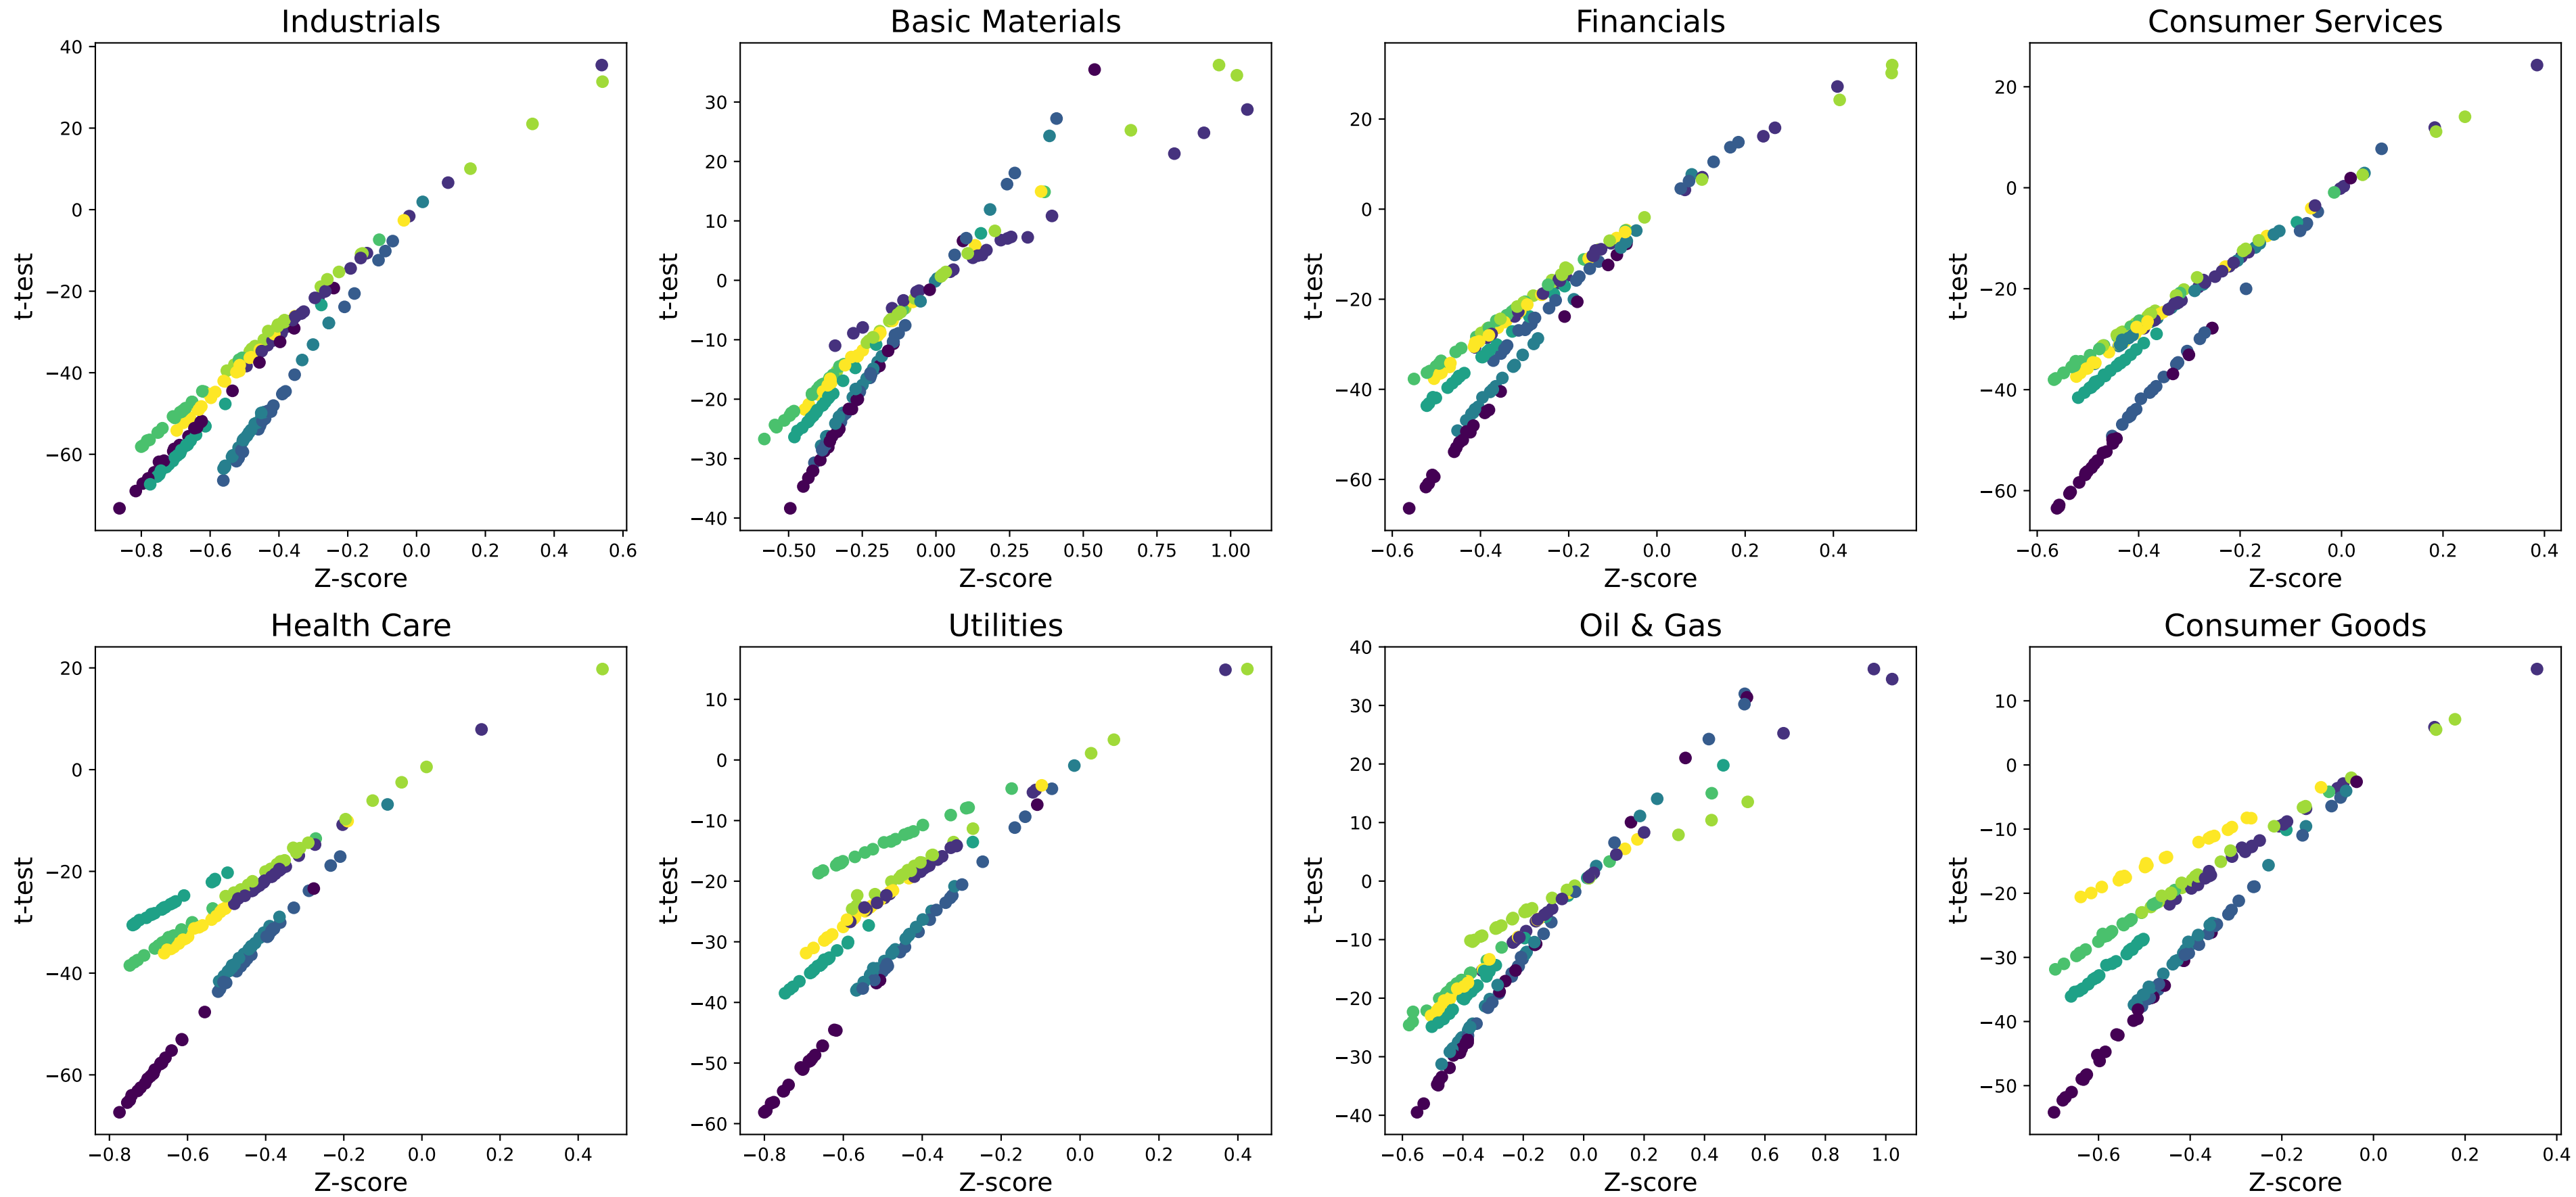 Industrials
Basic Materials
Financials
Consumer Services
40
20
0
−20
−40
−60
t-test
−0.8 −0.6 −0.4 −0.2 0.0 0.2 0.4 0.6
Z-score
30
20
10
0
−10
−20
−30
−40
t-test
−0.50 −0.25 0.00 0.25 0.50 0.75 1.00
Z-score
20
0
−20
−40
−60
t-test
−0.6 −0.4 −0.2 0.0 0.2 0.4
Z-score
20
0
−20
−40
−60
t-test
−0.6 −0.4 −0.2 0.0 0.2 0.4
Z-score
Health Care
Utilities
Oil & Gas
Consumer Goods
20
0
−20
−40
−60
t-test
−0.8 −0.6 −0.4 −0.2 0.0 0.2 0.4
Z-score
10
0
−10
−20
−30
−40
−50
−60
t-test
−0.8 −0.6 −0.4 −0.2 0.0 0.2 0.4
Z-score
40
30
20
10
0
−10
−20
−30
−40
t-test
−0.6 −0.4 −0.2 0.0 0.2 0.4 0.6 0.8 1.0
Z-score
10
0
−10
−20
−30
−40
−50
t-test
−0.6 −0.4 −0.2 0.0 0.2 0.4
Z-score